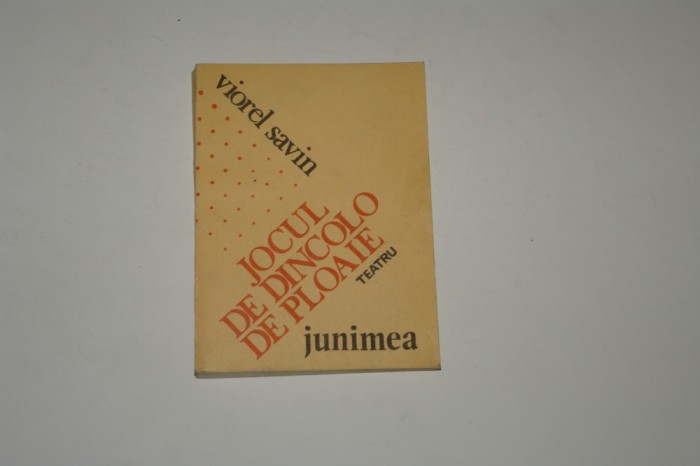 viorel savin
JOCUL
DE DINCOLO
DE PLOAIE
TEATRU
junimea